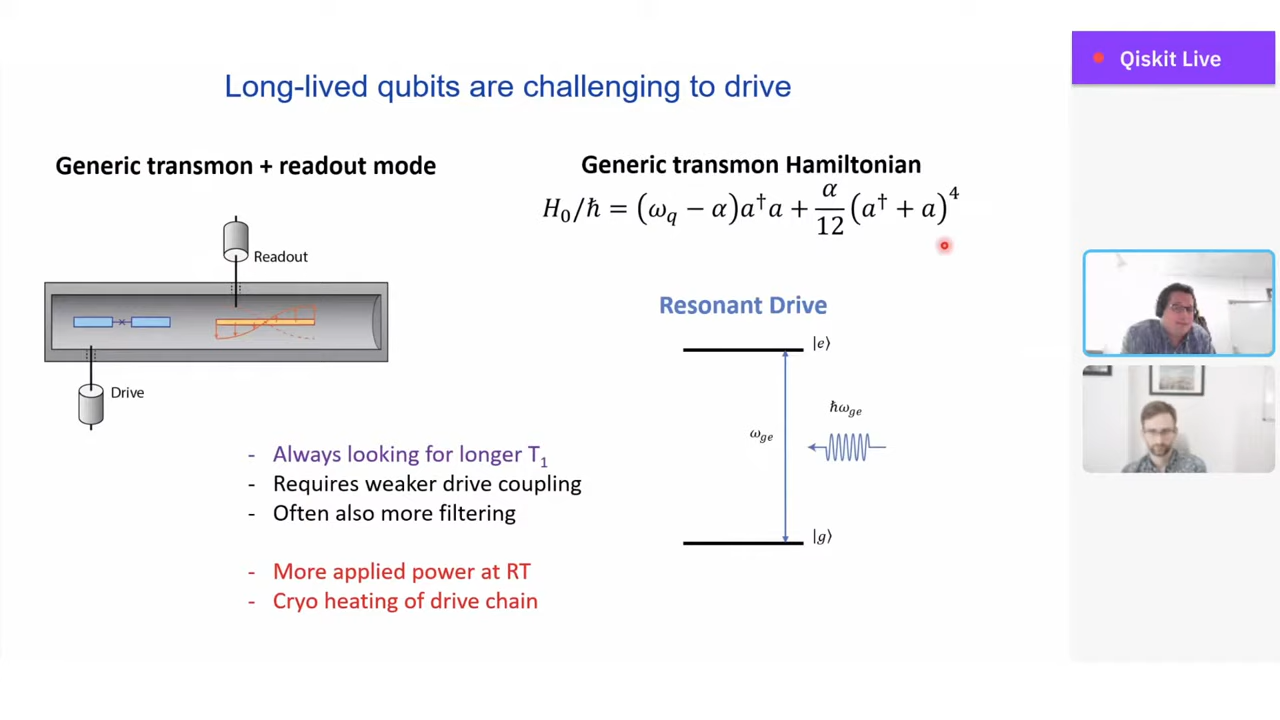 Qiskit Live
Long-lived qubits are challenging to drive
Generic transmon + readout mode
Readout
Drive
- Always looking for longer T₁
- Requires weaker drive coupling
- Often also more filtering
- More applied power at RT
- Cryo heating of drive chain
Generic transmon Hamiltonian
H₀/ħ = (ω_q − α)a†a + α/12 (a† + a)⁴
Resonant Drive
|e⟩
ħω_ge
ω_ge
|g⟩